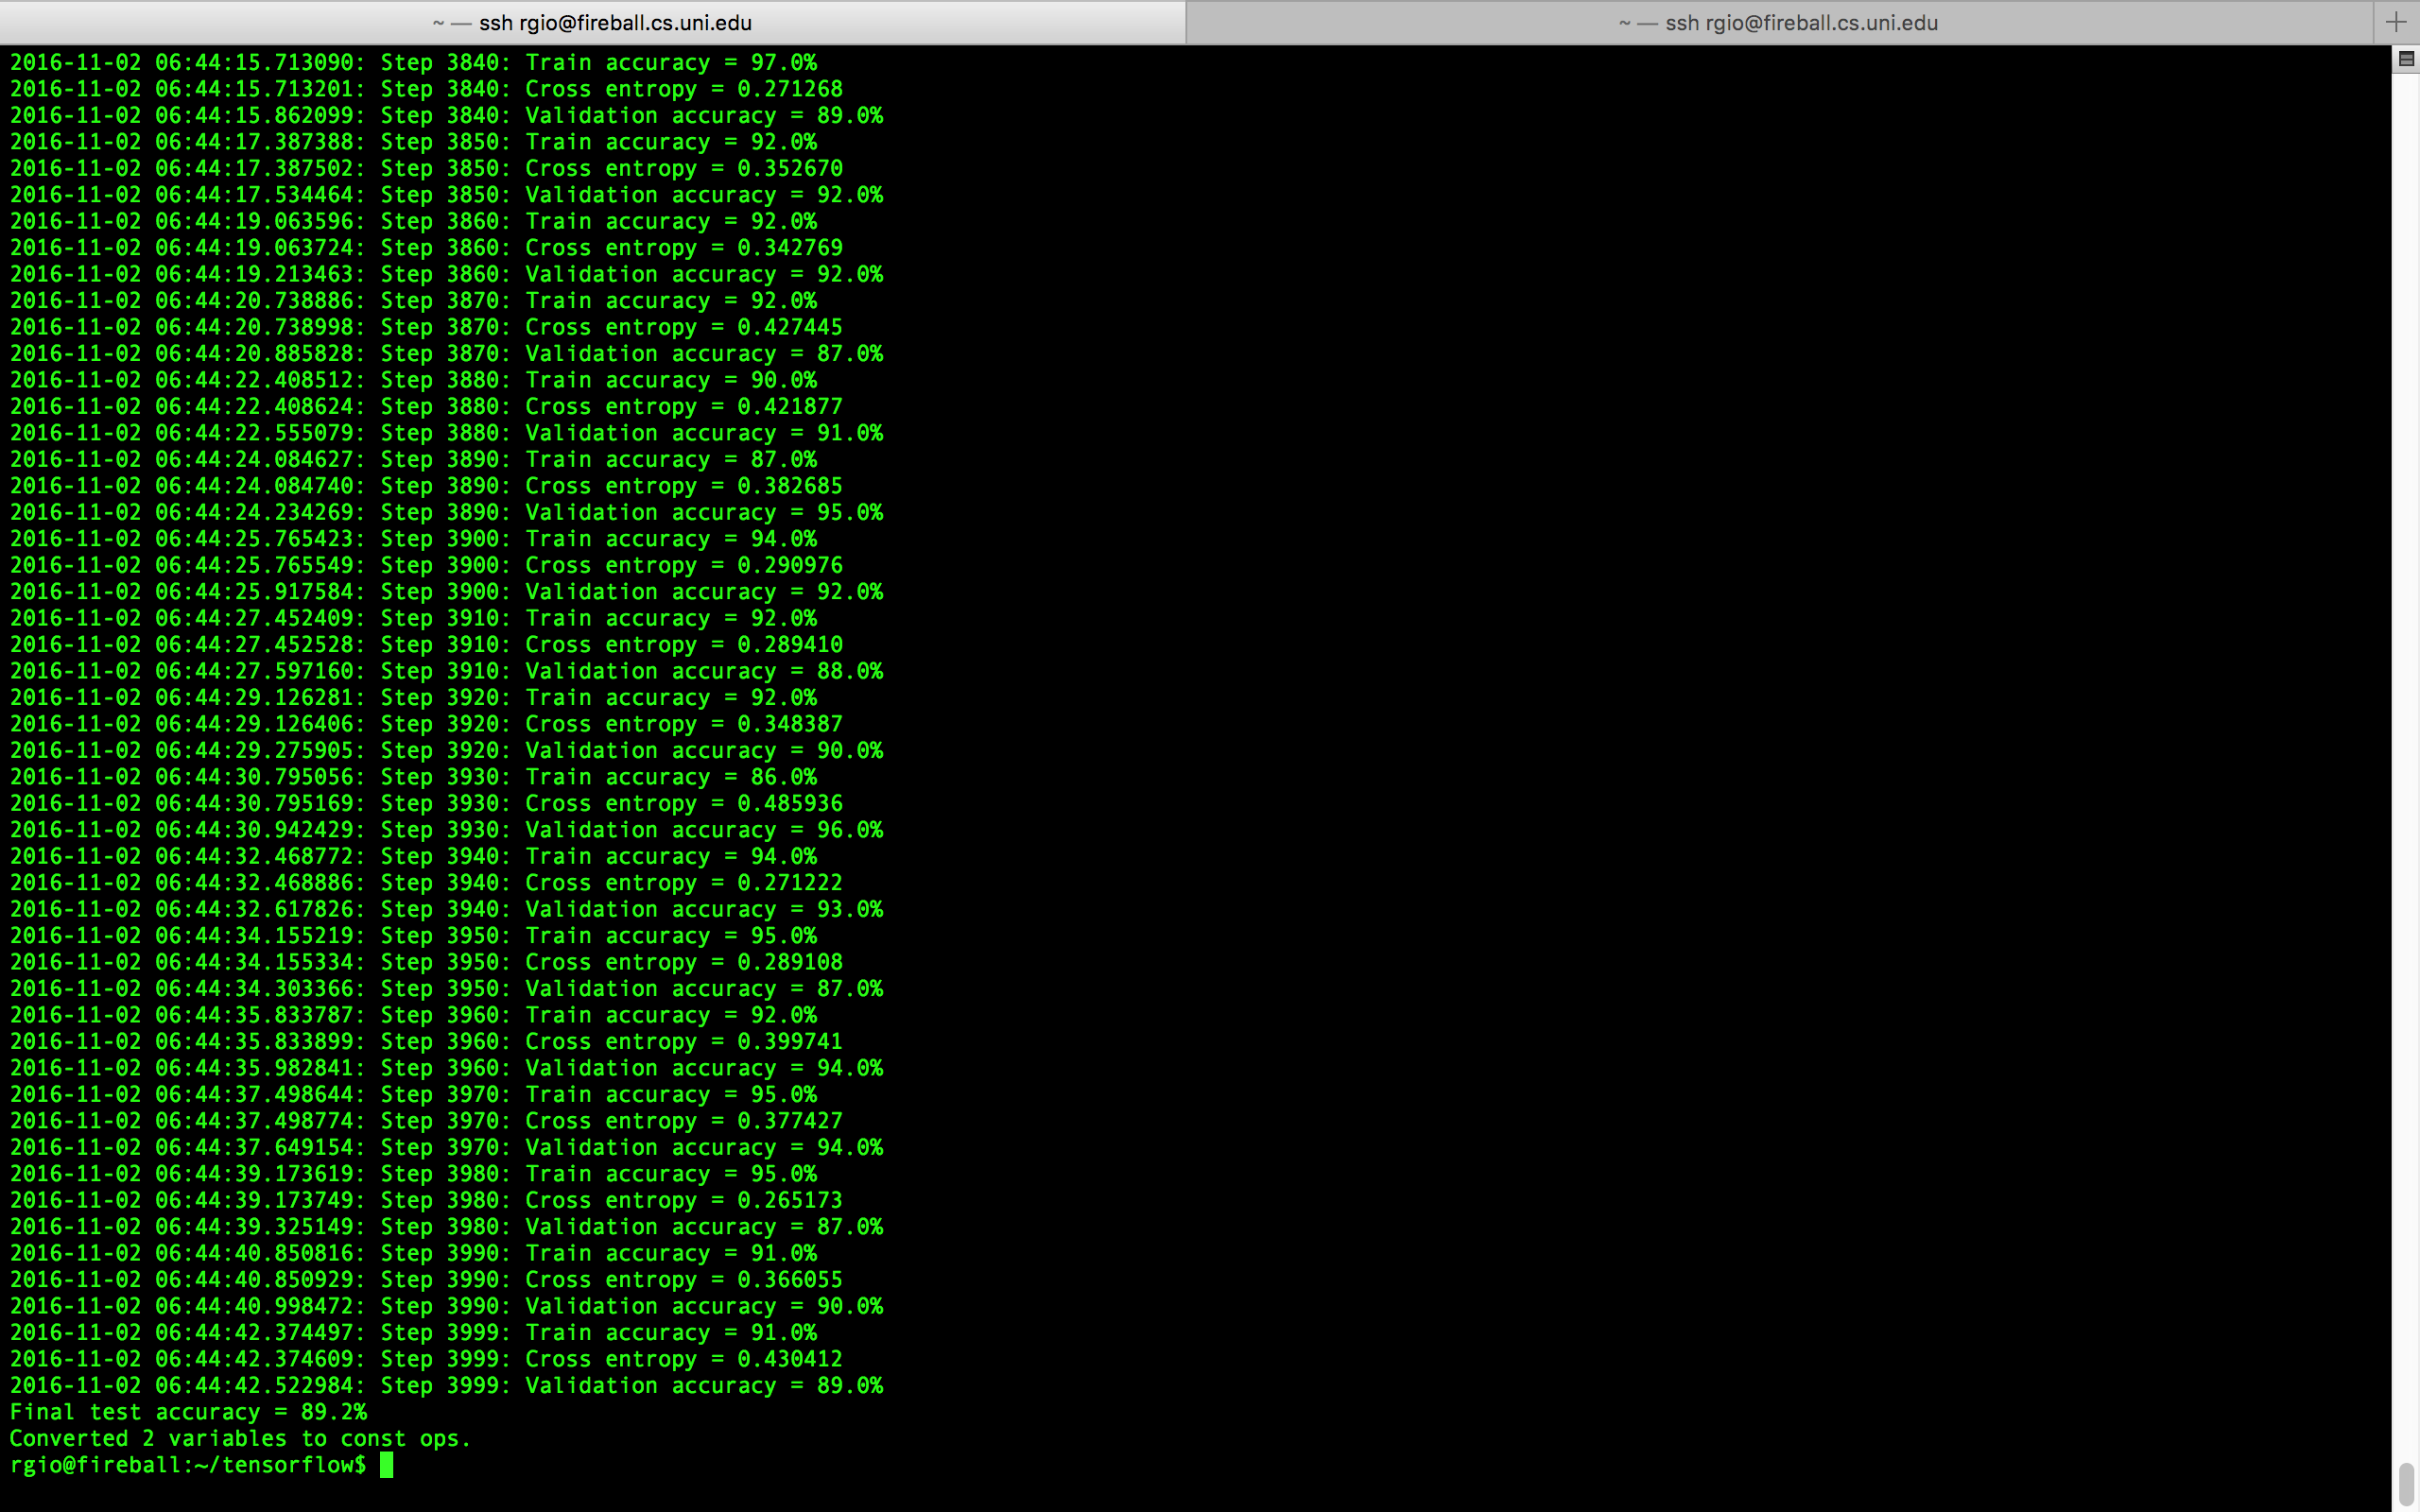 ~ — ssh rgio@fireball.cs.uni.edu
~ — ssh rgio@fireball.cs.uni.edu
2016-11-02 06:44:15.713090: Step 3840: Train accuracy = 97.0%
2016-11-02 06:44:15.713201: Step 3840: Cross entropy = 0.271268
2016-11-02 06:44:15.862099: Step 3840: Validation accuracy = 89.0%
2016-11-02 06:44:17.387388: Step 3850: Train accuracy = 92.0%
2016-11-02 06:44:17.387502: Step 3850: Cross entropy = 0.352670
2016-11-02 06:44:17.534464: Step 3850: Validation accuracy = 92.0%
2016-11-02 06:44:19.063596: Step 3860: Train accuracy = 92.0%
2016-11-02 06:44:19.063724: Step 3860: Cross entropy = 0.342769
2016-11-02 06:44:19.213463: Step 3860: Validation accuracy = 92.0%
2016-11-02 06:44:20.738886: Step 3870: Train accuracy = 92.0%
2016-11-02 06:44:20.738998: Step 3870: Cross entropy = 0.427445
2016-11-02 06:44:20.885828: Step 3870: Validation accuracy = 87.0%
2016-11-02 06:44:22.408512: Step 3880: Train accuracy = 90.0%
2016-11-02 06:44:22.408624: Step 3880: Cross entropy = 0.421877
2016-11-02 06:44:22.555079: Step 3880: Validation accuracy = 91.0%
2016-11-02 06:44:24.084627: Step 3890: Train accuracy = 87.0%
2016-11-02 06:44:24.084740: Step 3890: Cross entropy = 0.382685
2016-11-02 06:44:24.234269: Step 3890: Validation accuracy = 95.0%
2016-11-02 06:44:25.765423: Step 3900: Train accuracy = 94.0%
2016-11-02 06:44:25.765549: Step 3900: Cross entropy = 0.290976
2016-11-02 06:44:25.917584: Step 3900: Validation accuracy = 92.0%
2016-11-02 06:44:27.452409: Step 3910: Train accuracy = 92.0%
2016-11-02 06:44:27.452528: Step 3910: Cross entropy = 0.289410
2016-11-02 06:44:27.597160: Step 3910: Validation accuracy = 88.0%
2016-11-02 06:44:29.126281: Step 3920: Train accuracy = 92.0%
2016-11-02 06:44:29.126406: Step 3920: Cross entropy = 0.348387
2016-11-02 06:44:29.275905: Step 3920: Validation accuracy = 90.0%
2016-11-02 06:44:30.795056: Step 3930: Train accuracy = 86.0%
2016-11-02 06:44:30.795169: Step 3930: Cross entropy = 0.485936
2016-11-02 06:44:30.942429: Step 3930: Validation accuracy = 96.0%
2016-11-02 06:44:32.468772: Step 3940: Train accuracy = 94.0%
2016-11-02 06:44:32.468886: Step 3940: Cross entropy = 0.271222
2016-11-02 06:44:32.617826: Step 3940: Validation accuracy = 93.0%
2016-11-02 06:44:34.155219: Step 3950: Train accuracy = 95.0%
2016-11-02 06:44:34.155334: Step 3950: Cross entropy = 0.289108
2016-11-02 06:44:34.303366: Step 3950: Validation accuracy = 87.0%
2016-11-02 06:44:35.833787: Step 3960: Train accuracy = 92.0%
2016-11-02 06:44:35.833899: Step 3960: Cross entropy = 0.399741
2016-11-02 06:44:35.982841: Step 3960: Validation accuracy = 94.0%
2016-11-02 06:44:37.498644: Step 3970: Train accuracy = 95.0%
2016-11-02 06:44:37.498774: Step 3970: Cross entropy = 0.377427
2016-11-02 06:44:37.649154: Step 3970: Validation accuracy = 94.0%
2016-11-02 06:44:39.173619: Step 3980: Train accuracy = 95.0%
2016-11-02 06:44:39.173749: Step 3980: Cross entropy = 0.265173
2016-11-02 06:44:39.325149: Step 3980: Validation accuracy = 87.0%
2016-11-02 06:44:40.850816: Step 3990: Train accuracy = 91.0%
2016-11-02 06:44:40.850929: Step 3990: Cross entropy = 0.366055
2016-11-02 06:44:40.998472: Step 3990: Validation accuracy = 90.0%
2016-11-02 06:44:42.374497: Step 3999: Train accuracy = 91.0%
2016-11-02 06:44:42.374609: Step 3999: Cross entropy = 0.430412
2016-11-02 06:44:42.522984: Step 3999: Validation accuracy = 89.0%
Final test accuracy = 89.2%
Converted 2 variables to const ops.
rgio@fireball:~/tensorflow$